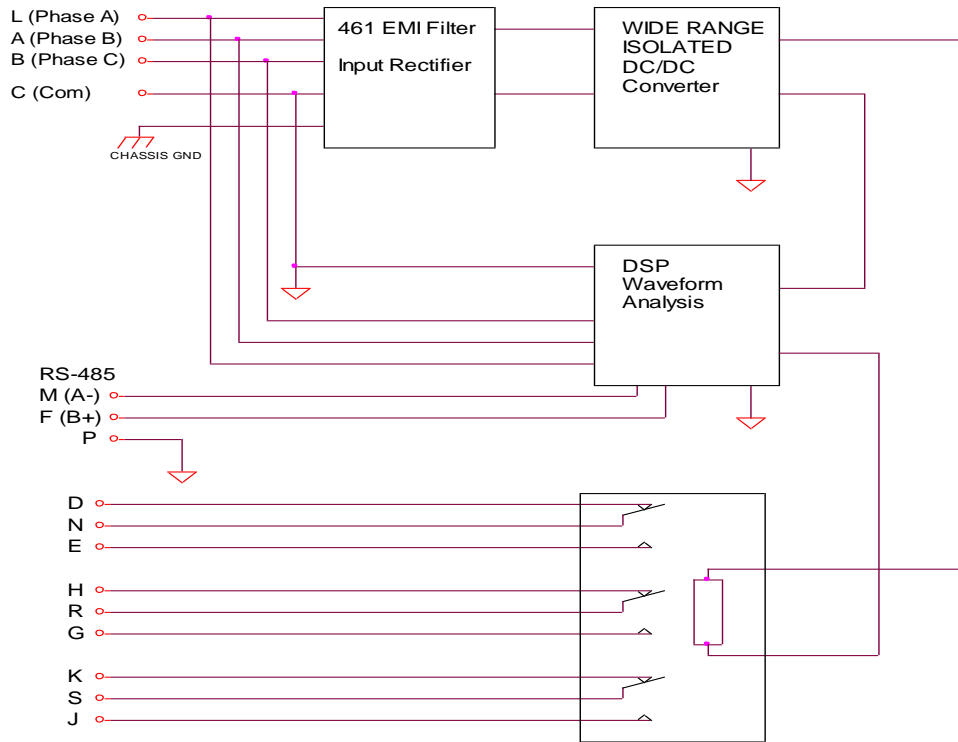 L (Phase A)
A (Phase B)
B (Phase C)
C (Com)
CHASSIS GND
461 EMI Filter
Input Rectifier
WIDE RANGE
ISOLATED
DC/DC
Converter
DSP
Waveform
Analysis
RS-485
M (A-)
F (B+)
P
D
N
E
H
R
G
K
S
J